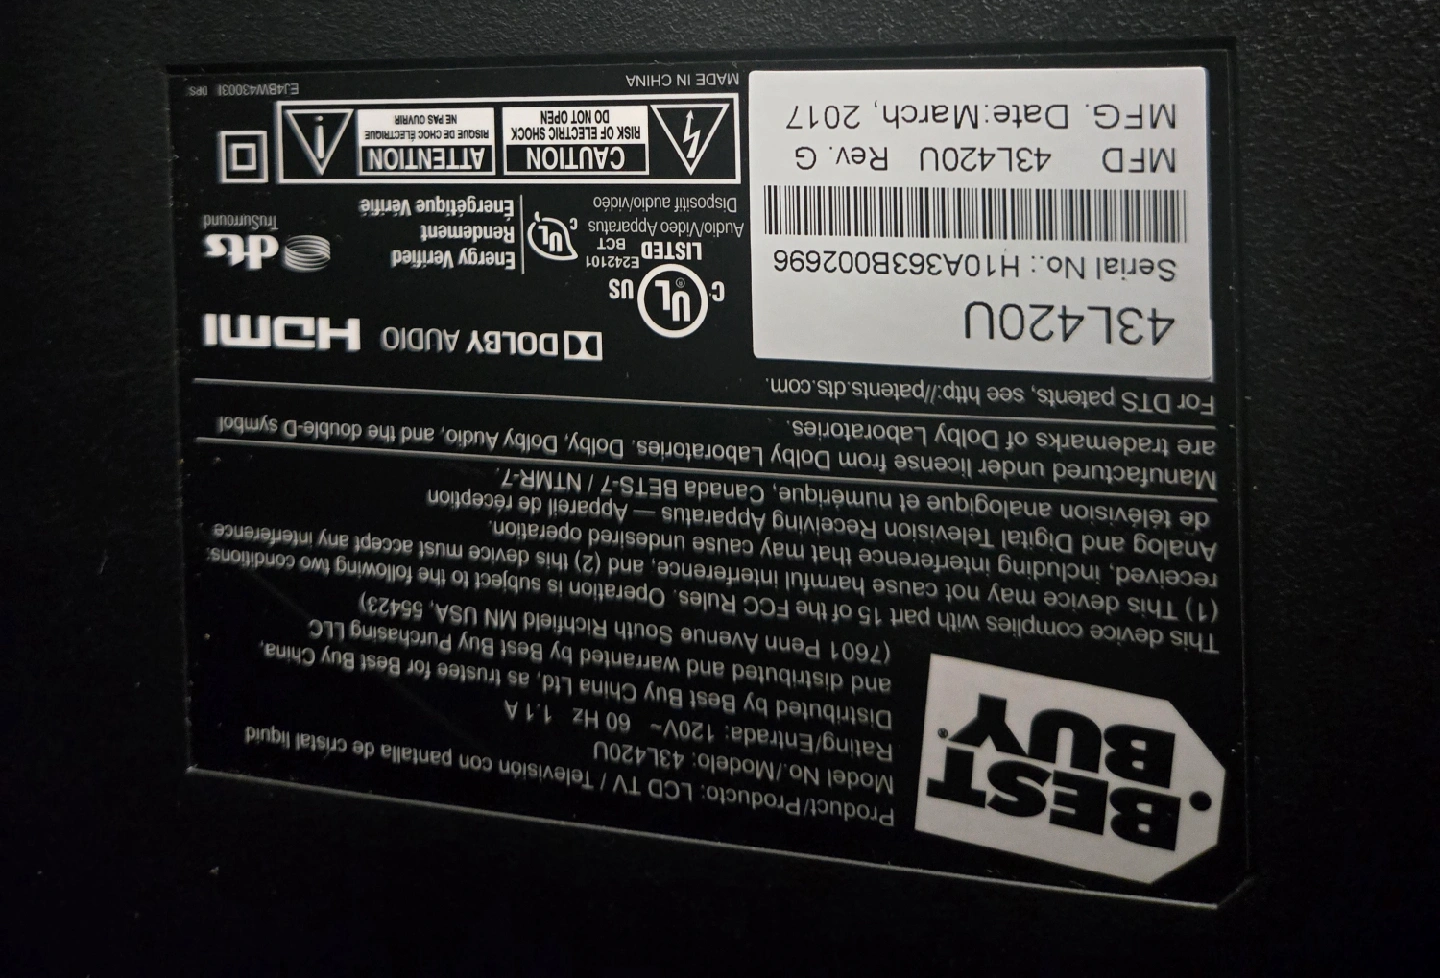 BEST
BUY®
Product/Producto: LCD TV / Televisión con pantalla de cristal liquid
Model No./Modelo: 43L420U
Rating/Entrada: 120V~ 60 Hz 1.1 A
Distributed by Best Buy China Ltd, as trustee for Best Buy China,
and distributed and warranted by Best Buy Purchasing LLC
(7601 Penn Avenue South Richfield MN USA, 55423)
This device complies with part 15 of the FCC Rules. Operation is subject to the following two conditions:
(1) This device may not cause harmful interference, and (2) this device must accept any interference
received, including interference that may cause undesired operation.
Analog and Digital Television Receiving Apparatus — Appareil de réception
de télévision analogique et numérique, Canada BETS-7 / NTMR-7.
Manufactured under license from Dolby Laboratories. Dolby, Dolby Audio, and the double-D symbol
are trademarks of Dolby Laboratories.
For DTS patents, see http://patents.dts.com.
43L420U
Serial No.: H10A363B002696
MFD 43L420U Rev. G
MFG. Date:March, 2017
DOLBY AUDIO
HDMI
C UL® US
LISTED E242101
BCT
Audio/Video Apparatus
Dispositif audio/vidéo
C UL
Energy Verified
Rendement
Énergétique Vérifié
dts
TruSurround
CAUTION
RISK OF ELECTRIC SHOCK
DO NOT OPEN
ATTENTION
RISQUE DE CHOC ÉLECTRIQUE
NE PAS OUVRIR
MADE IN CHINA
EJ4BW43003I DPS